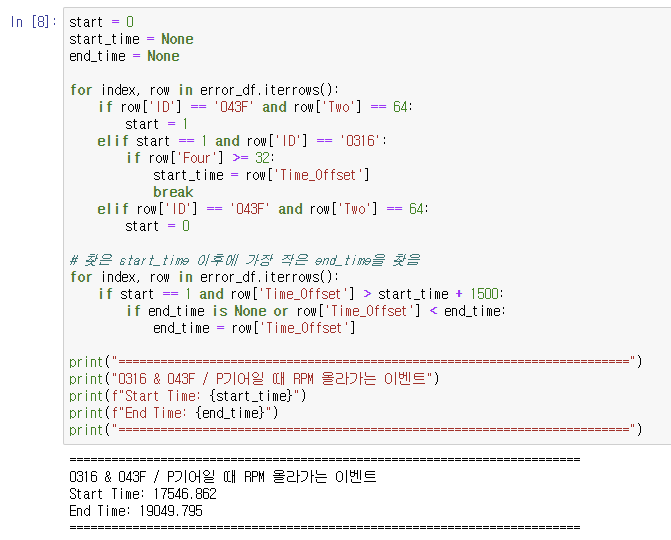 In [8]:
start = 0
start_time = None
end_time = None
for index, row in error_df.iterrows():
if row['ID'] == '043F' and row['Two'] == 64:
start = 1
elif start == 1 and row['ID'] == '0316':
if row['Four'] >= 32:
start_time = row['Time_Offset']
break
elif row['ID'] == '043F' and row['Two'] == 64:
start = 0
# 찾은 start_time 이후에 가장 작은 end_time을 찾음
for index, row in error_df.iterrows():
if start == 1 and row['Time_Offset'] > start_time + 1500:
if end_time is None or row['Time_Offset'] < end_time:
end_time = row['Time_Offset']
print("=========================================================================")
print("0316 & 043F / P기어일 때 RPM 올라가는 이벤트")
print(f"Start Time: {start_time}")
print(f"End Time: {end_time}")
print("=========================================================================")
=========================================================================
0316 & 043F / P기어일 때 RPM 올라가는 이벤트
Start Time: 17546.862
End Time: 19049.795
=========================================================================